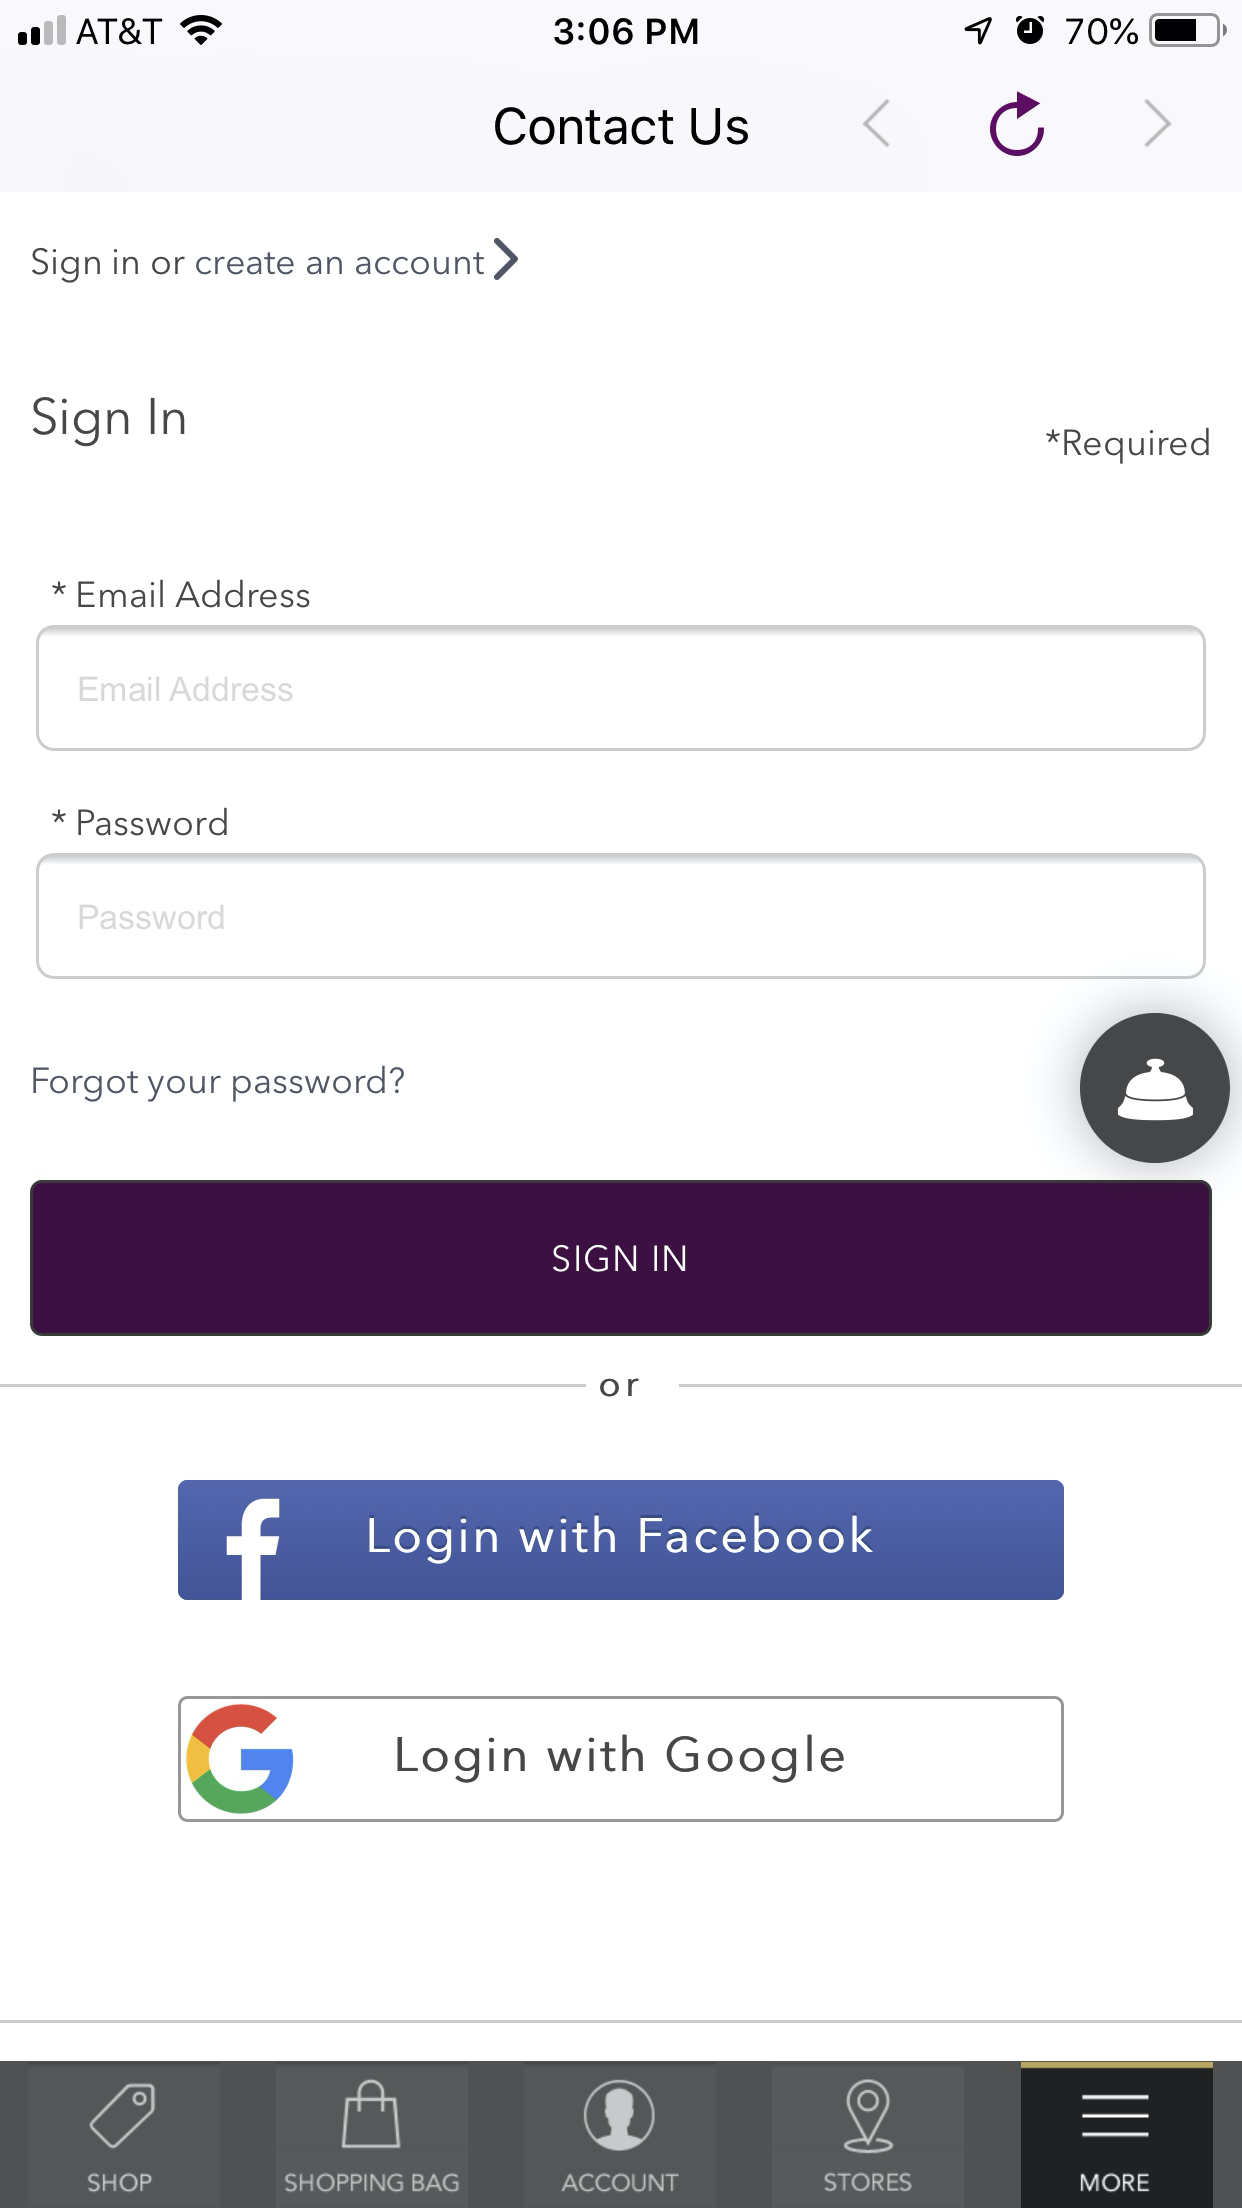 AT&T 3:06 PM 70%
Contact Us
Sign in or create an account
Sign In
*Required
* Email Address
Email Address
* Password
Password
Forgot your password?
SIGN IN
or
Login with Facebook
Login with Google
SHOP SHOPPING BAG ACCOUNT STORES MORE